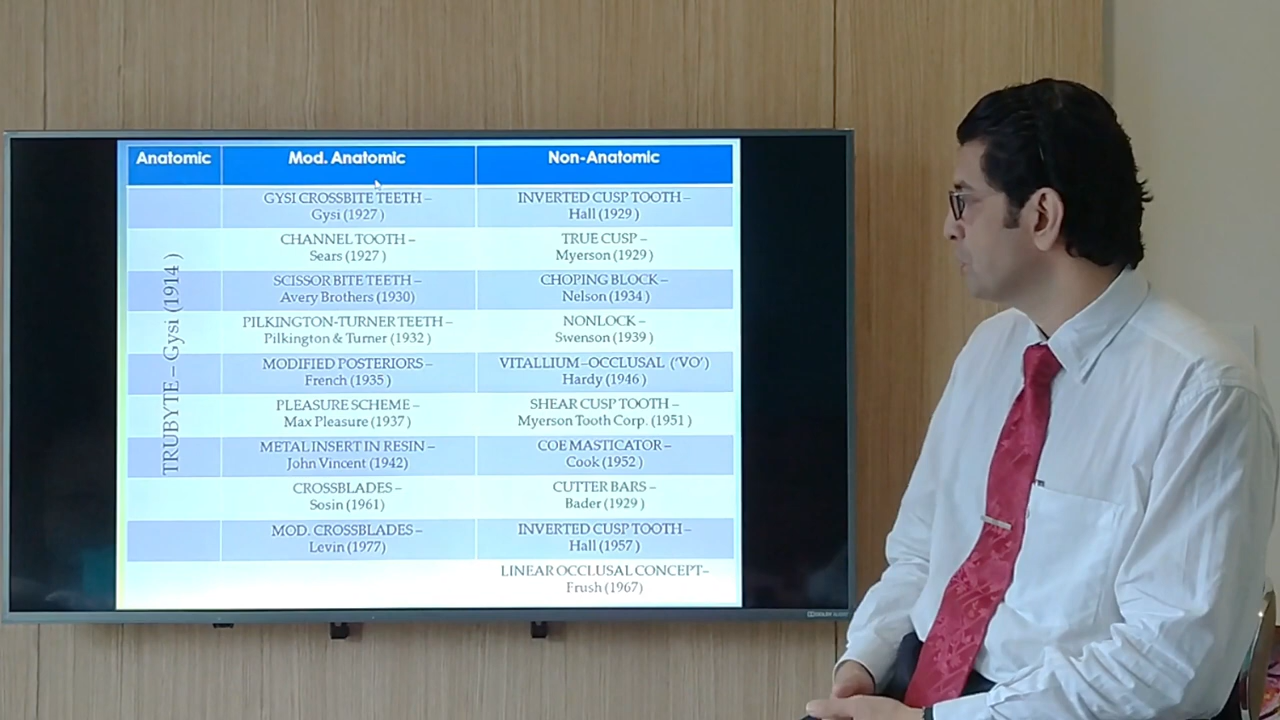 Anatomic
Mod. Anatomic
Non-Anatomic
TRUBYTE – Gysi (1914 )
GYSI CROSSBITE TEETH –
Gysi (1927 )
INVERTED CUSP TOOTH –
Hall (1929 )
CHANNEL TOOTH –
Sears (1927 )
TRUE CUSP –
Myerson (1929 )
SCISSOR BITE TEETH –
Avery Brothers (1930)
CHOPING BLOCK–
Nelson (1934 )
PILKINGTON-TURNER TEETH –
Pilkington & Turner (1932 )
NONLOCK –
Swenson (1939 )
MODIFIED POSTERIORS –
French (1935 )
VITALLIUM–OCCLUSAL ('VO')
Hardy (1946 )
PLEASURE SCHEME –
Max Pleasure (1937 )
SHEAR CUSP TOOTH –
Myerson Tooth Corp. (1951 )
METAL INSERT IN RESIN –
John Vincent (1942)
COE MASTICATOR –
Cook (1952 )
CROSSBLADES –
Sosin (1961)
CUTTER BARS –
Bader (1929 )
MOD. CROSSBLADES –
Levin (1977)
INVERTED CUSP TOOTH –
Hall (1957 )
LINEAR OCCLUSAL CONCEPT–
Frush (1967)